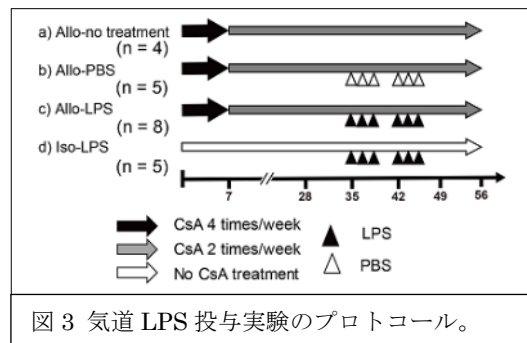 a) Allo-no treatment
(n = 4)
b) Allo-PBS
(n = 5)
c) Allo-LPS
(n = 8)
d) Iso-LPS
(n = 5)
7 28 35 42 49 56
CsA 4 times/week
CsA 2 times/week
No CsA treatment
LPS
PBS
図 3 気道 LPS 投与実験のプロトコール。